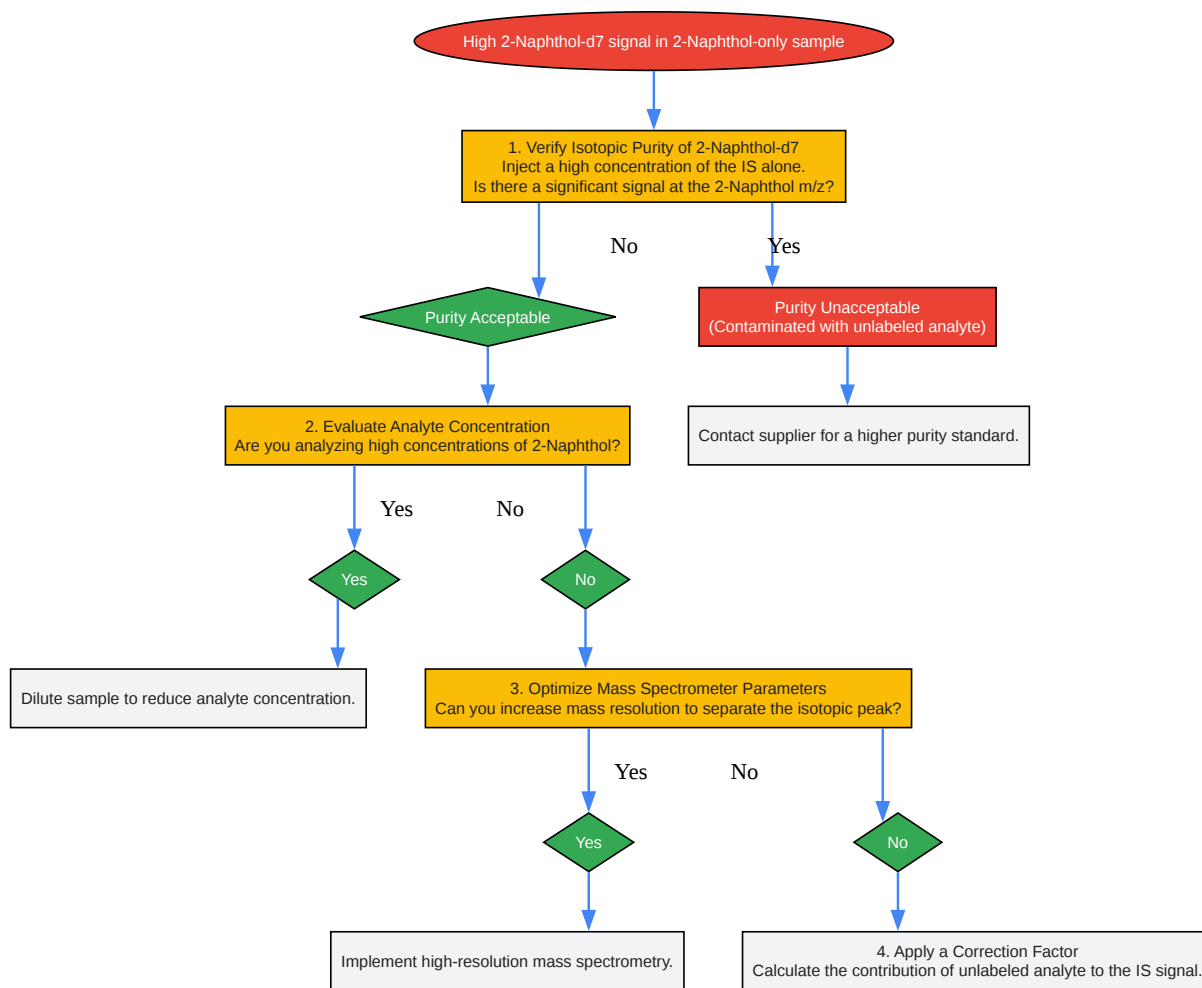 High 2-Naphthol-d7 signal in 2-Naphthol-only sample
1. Verify Isotopic Purity of 2-Naphthol-d7
Inject a high concentration of the IS alone.
Is there a significant signal at the 2-Naphthol m/z?
No
Yes
Purity Acceptable
Purity Unacceptable
(Contaminated with unlabeled analyte)
2. Evaluate Analyte Concentration
Are you analyzing high concentrations of 2-Naphthol?
Contact supplier for a higher purity standard.
Yes
No
Yes
No
Dilute sample to reduce analyte concentration.
3. Optimize Mass Spectrometer Parameters
Can you increase mass resolution to separate the isotopic peak?
Yes
No
Yes
No
Implement high-resolution mass spectrometry.
4. Apply a Correction Factor
Calculate the contribution of unlabeled analyte to the IS signal.